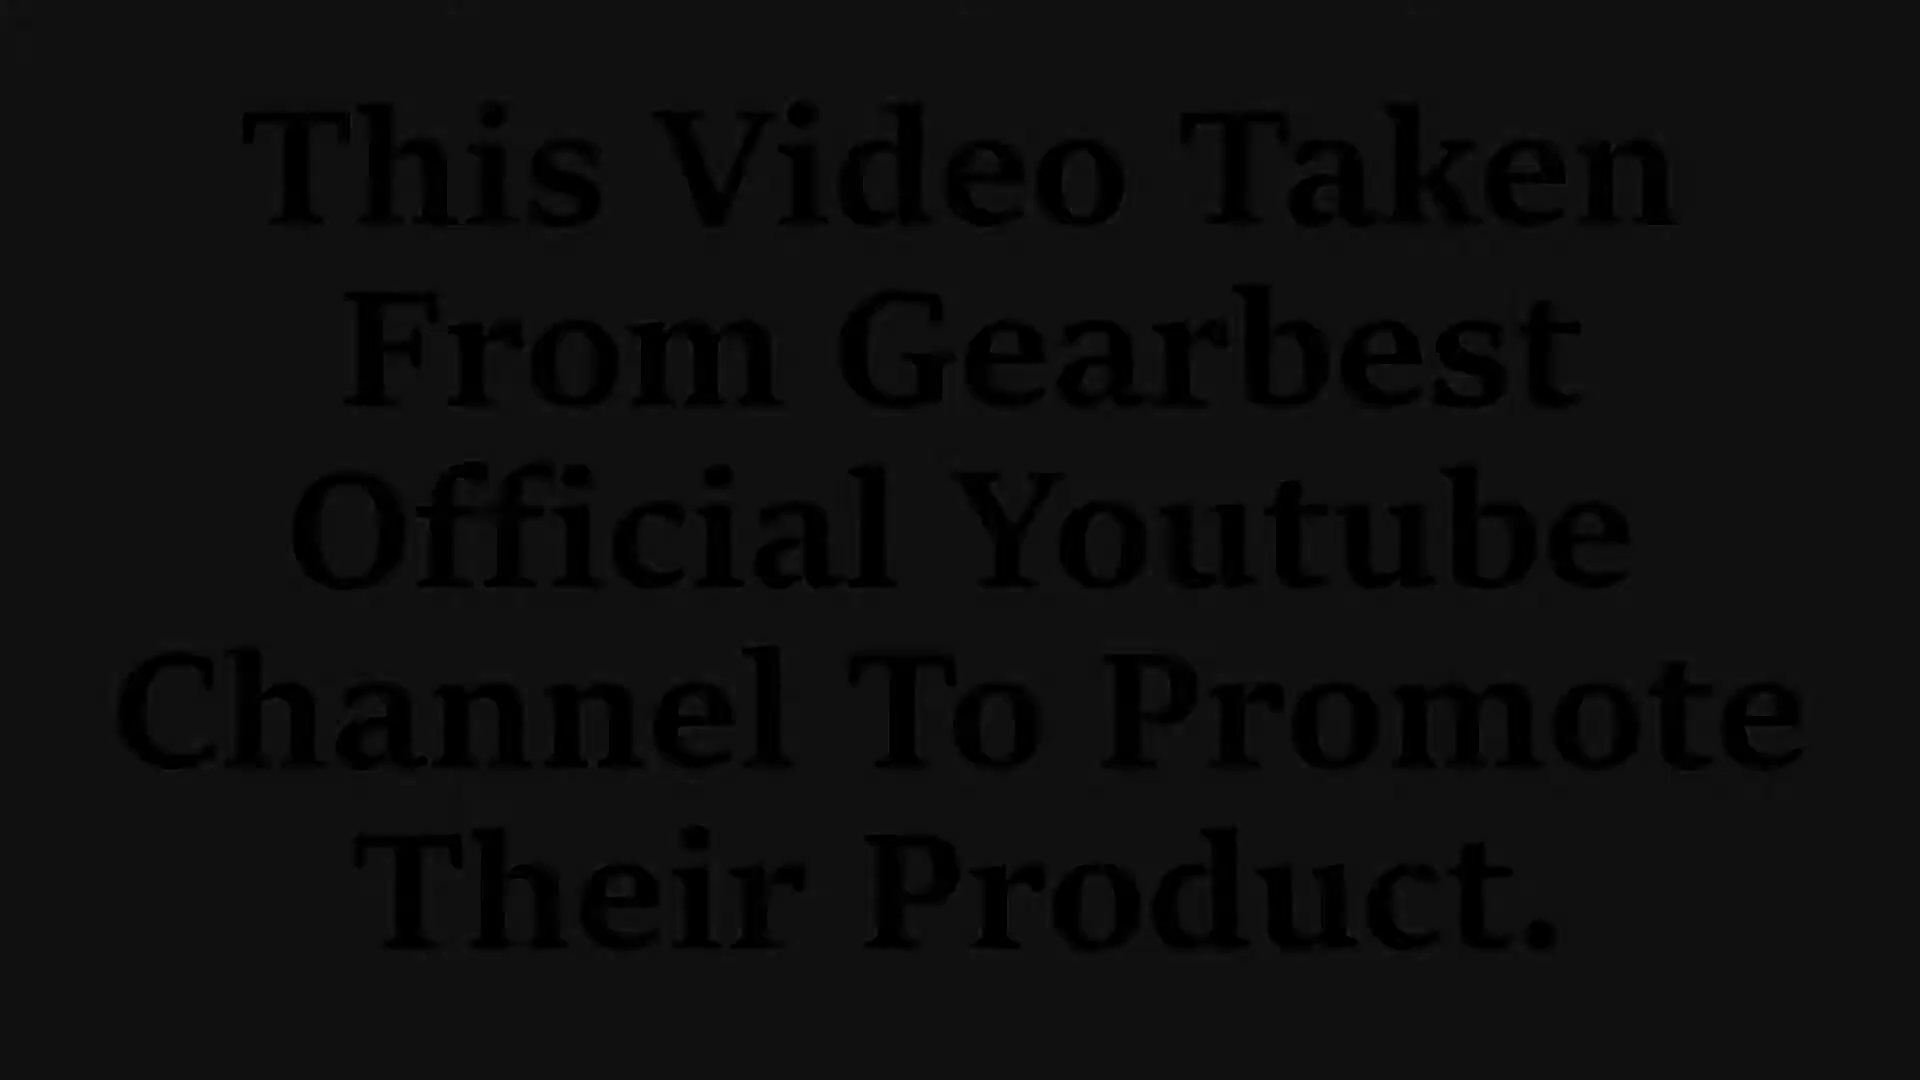 This Video Taken
From Gearbest
Official Youtube
Channel To Promote
Their Product.